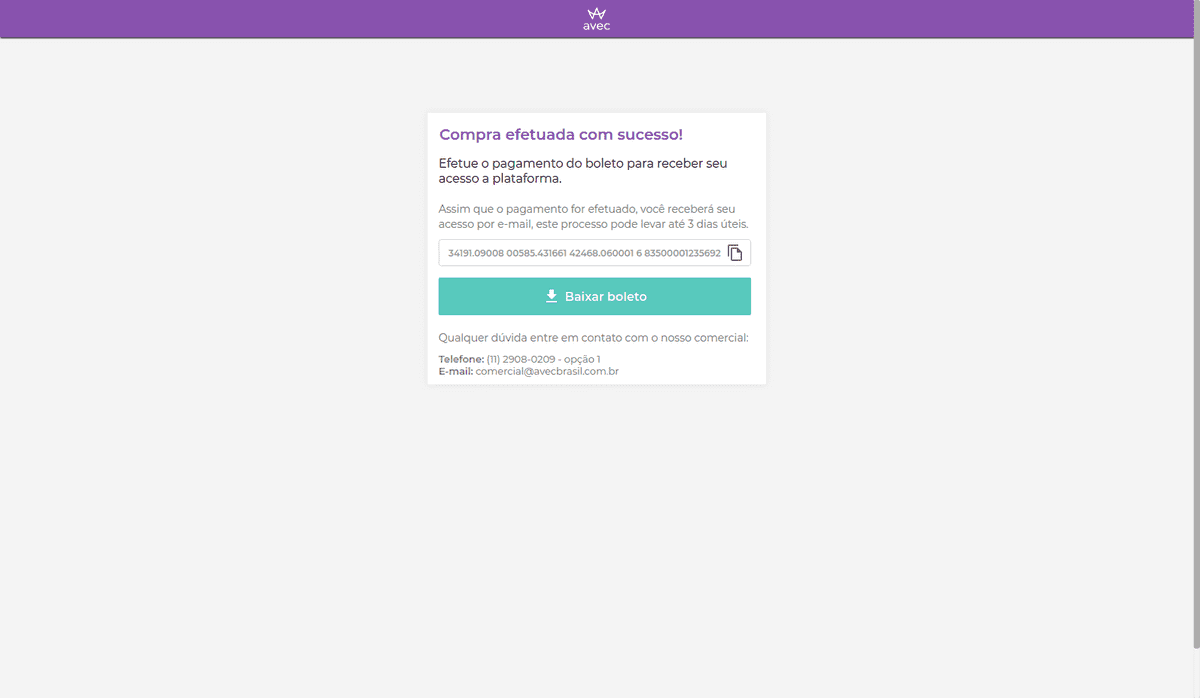 avec
Compra efetuada com sucesso!
Efetue o pagamento do boleto para receber seu
acesso a plataforma.
Assim que o pagamento for efetuado, você receberá seu
acesso por e-mail, este processo pode levar até 3 dias úteis.
34191.09008 00585.431661 42468.060001 6 83500001235692
Baixar boleto
Qualquer dúvida entre em contato com o nosso comercial:
Telefone: (11) 2908-0209 - opção 1
E-mail: comercial@avecbrasil.com.br